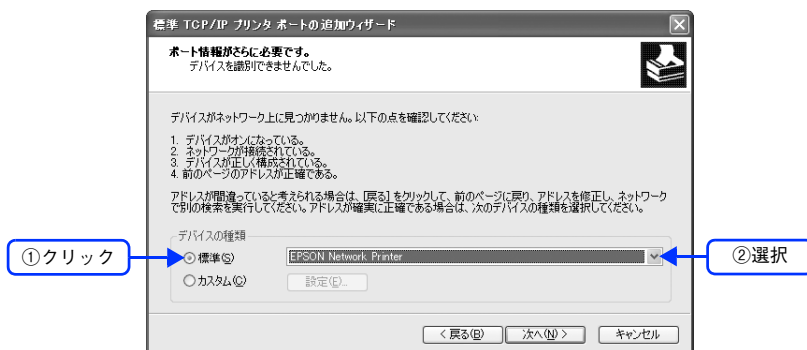 標準 TCP/IP プリンタ ポートの追加ウィザード
ポート情報がさらに必要です。
デバイスを識別できませんでした。
デバイスがネットワーク上に見つかりません。以下の点を確認してください:
1. デバイスがオンになっている。
2. ネットワークが接続されている。
3. デバイスが正しく構成されている。
4. 前のページのアドレスが正確である。
アドレスが間違っていると考えられる場合は、[戻る] をクリックして、前のページに戻り、アドレスを修正し、ネットワーク
で別の検索を実行してください。アドレスが確実に正確である場合は、次のデバイスの種類を選択してください。
デバイスの種類
①クリック
標準(S)
EPSON Network Printer
②選択
カスタム(C)
設定(E)...
< 戻る(B)
次へ(N) >
キャンセル